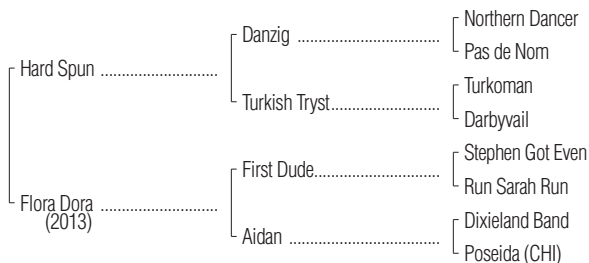 Northern Dancer
Danzig ....................................
Pas de Nom
Hard Spun .............................
Turkoman
Turkish Tryst............................
Darbyvail
Stephen Got Even
First Dude................................
Run Sarah Run
Flora Dora .............................
(2013)
Dixieland Band
Aidan ......................................
Poseida (CHI)